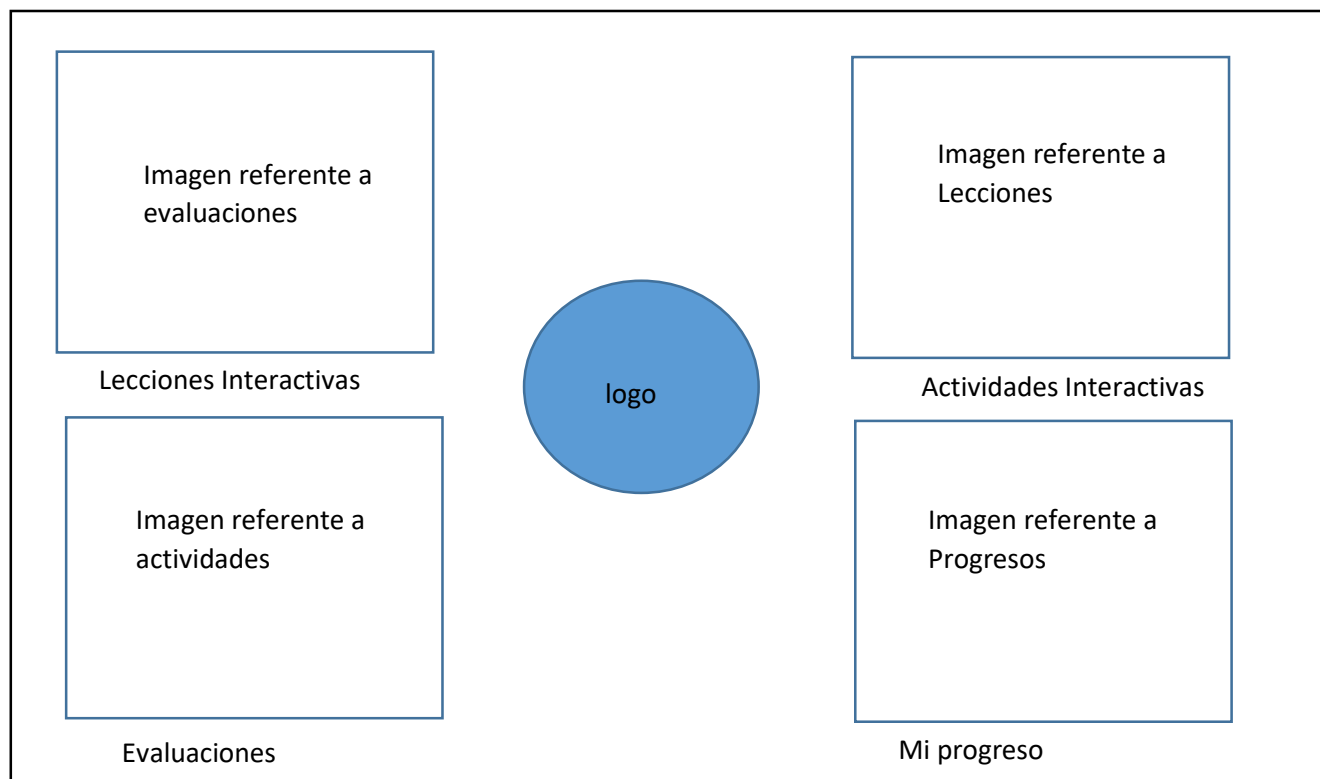 Imagen referente a
evaluaciones
Imagen referente a
Lecciones
Lecciones Interactivas
logo
Actividades Interactivas
Imagen referente a
actividades
Imagen referente a
Progresos
Evaluaciones
Mi progreso